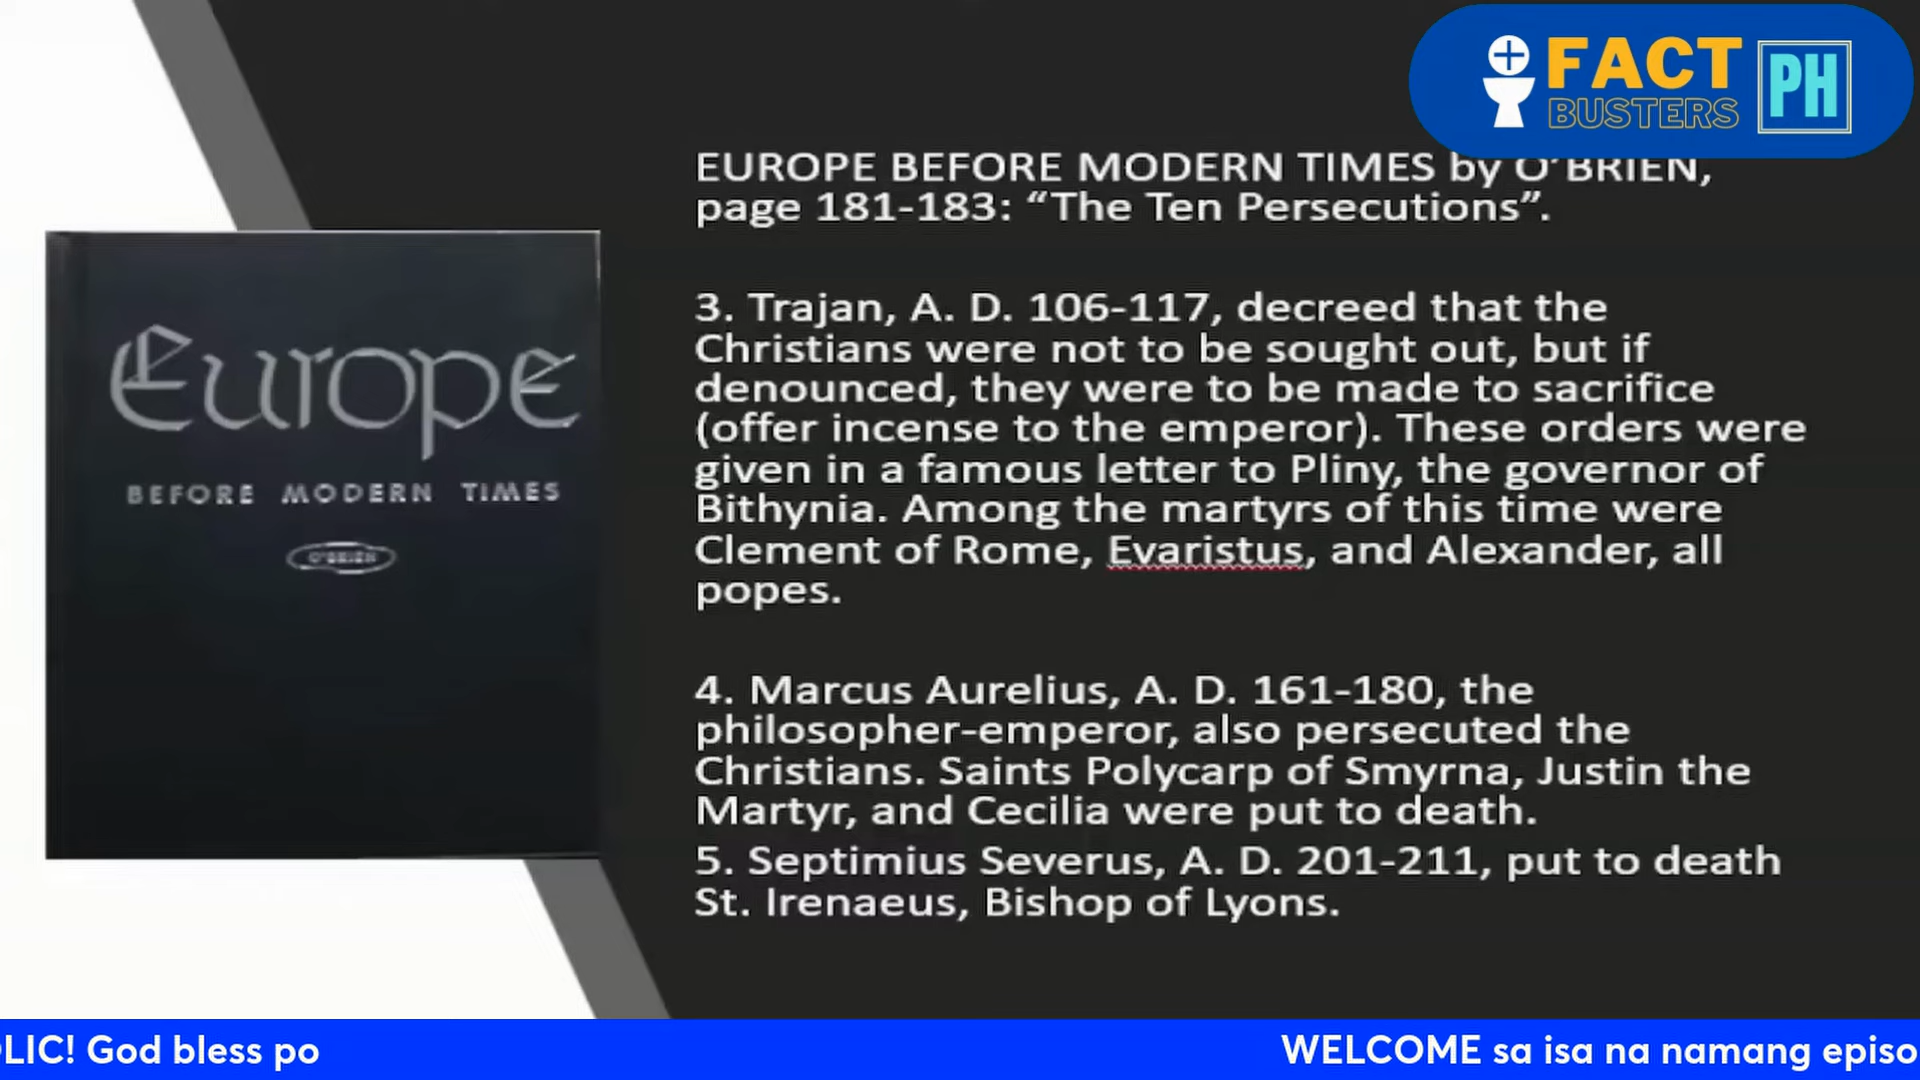 FACT
BUSTERS
PH
EUROPE BEFORE MODERN TIMES by O'BRIEN,
page 181-183: “The Ten Persecutions”.
3. Trajan, A. D. 106-117, decreed that the
Christians were not to be sought out, but if
denounced, they were to be made to sacrifice
(offer incense to the emperor). These orders were
given in a famous letter to Pliny, the governor of
Bithynia. Among the martyrs of this time were
Clement of Rome, Evaristus, and Alexander, all
popes.
4. Marcus Aurelius, A. D. 161-180, the
philosopher-emperor, also persecuted the
Christians. Saints Polycarp of Smyrna, Justin the
Martyr, and Cecilia were put to death.
5. Septimius Severus, A. D. 201-211, put to death
St. Irenaeus, Bishop of Lyons.
Europe
BEFORE MODERN TIMES
O'BRIEN
OLIC! God bless po
WELCOME sa isa na namang episo